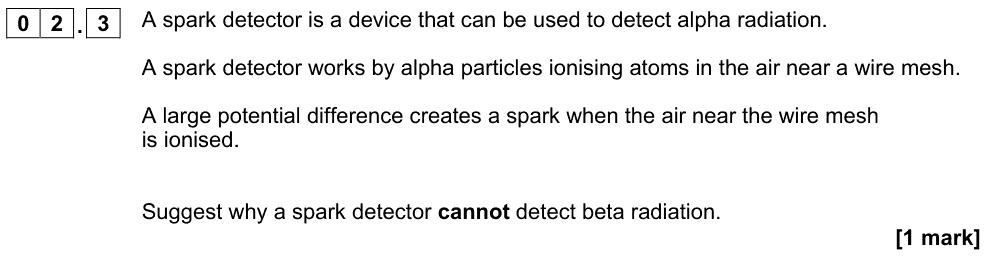 02.3 A spark detector is a device that can be used to detect alpha radiation.
A spark detector works by alpha particles ionising atoms in the air near a wire mesh.
A large potential difference creates a spark when the air near the wire mesh
is ionised.
Suggest why a spark detector cannot detect beta radiation.
[1 mark]